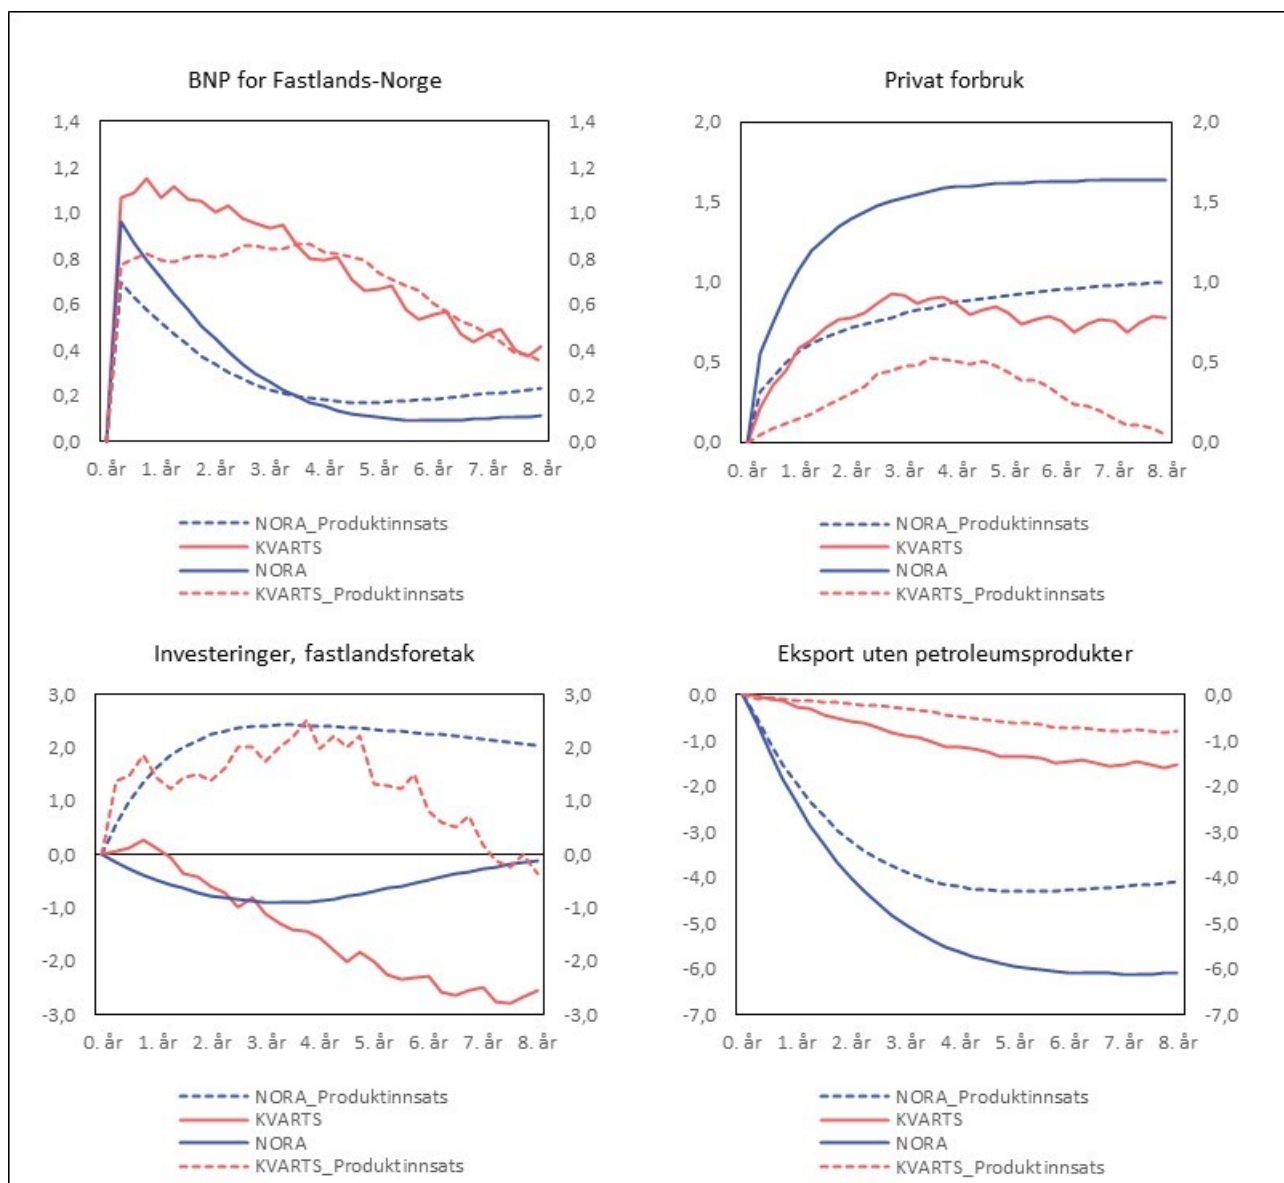 BNP for Fastlands-Norge
1,4 1,4
1,2 1,2
1,0 1,0
0,8 0,8
0,6 0,6
0,4 0,4
0,2 0,2
0,0 0,0
0. år 1. år 2. år 3. år 4. år 5. år 6. år 7. år 8. år
NORA_Produktinnsats
KVARTS
NORA
KVARTS_Produktinnsats
Privat forbruk
2,0 2,0
1,5 1,5
1,0 1,0
0,5 0,5
0,0 0,0
0. år 1. år 2. år 3. år 4. år 5. år 6. år 7. år 8. år
NORA_Produktinnsats
KVARTS
NORA
KVARTS_Produktinnsats
Investeringer, fastlandsforetak
3,0 3,0
2,0 2,0
1,0 1,0
0,0 0,0
-1,0 -1,0
-2,0 -2,0
-3,0 -3,0
0. år 1. år 2. år 3. år 4. år 5. år 6. år 7. år 8. år
NORA_Produktinnsats
KVARTS
NORA
KVARTS_Produktinnsats
Eksport uten petroleumsprodukter
0,0 0,0
-1,0 -1,0
-2,0 -2,0
-3,0 -3,0
-4,0 -4,0
-5,0 -5,0
-6,0 -6,0
-7,0 -7,0
0. år 1. år 2. år 3. år 4. år 5. år 6. år 7. år 8. år
NORA_Produktinnsats
KVARTS
NORA
KVARTS_Produktinnsats